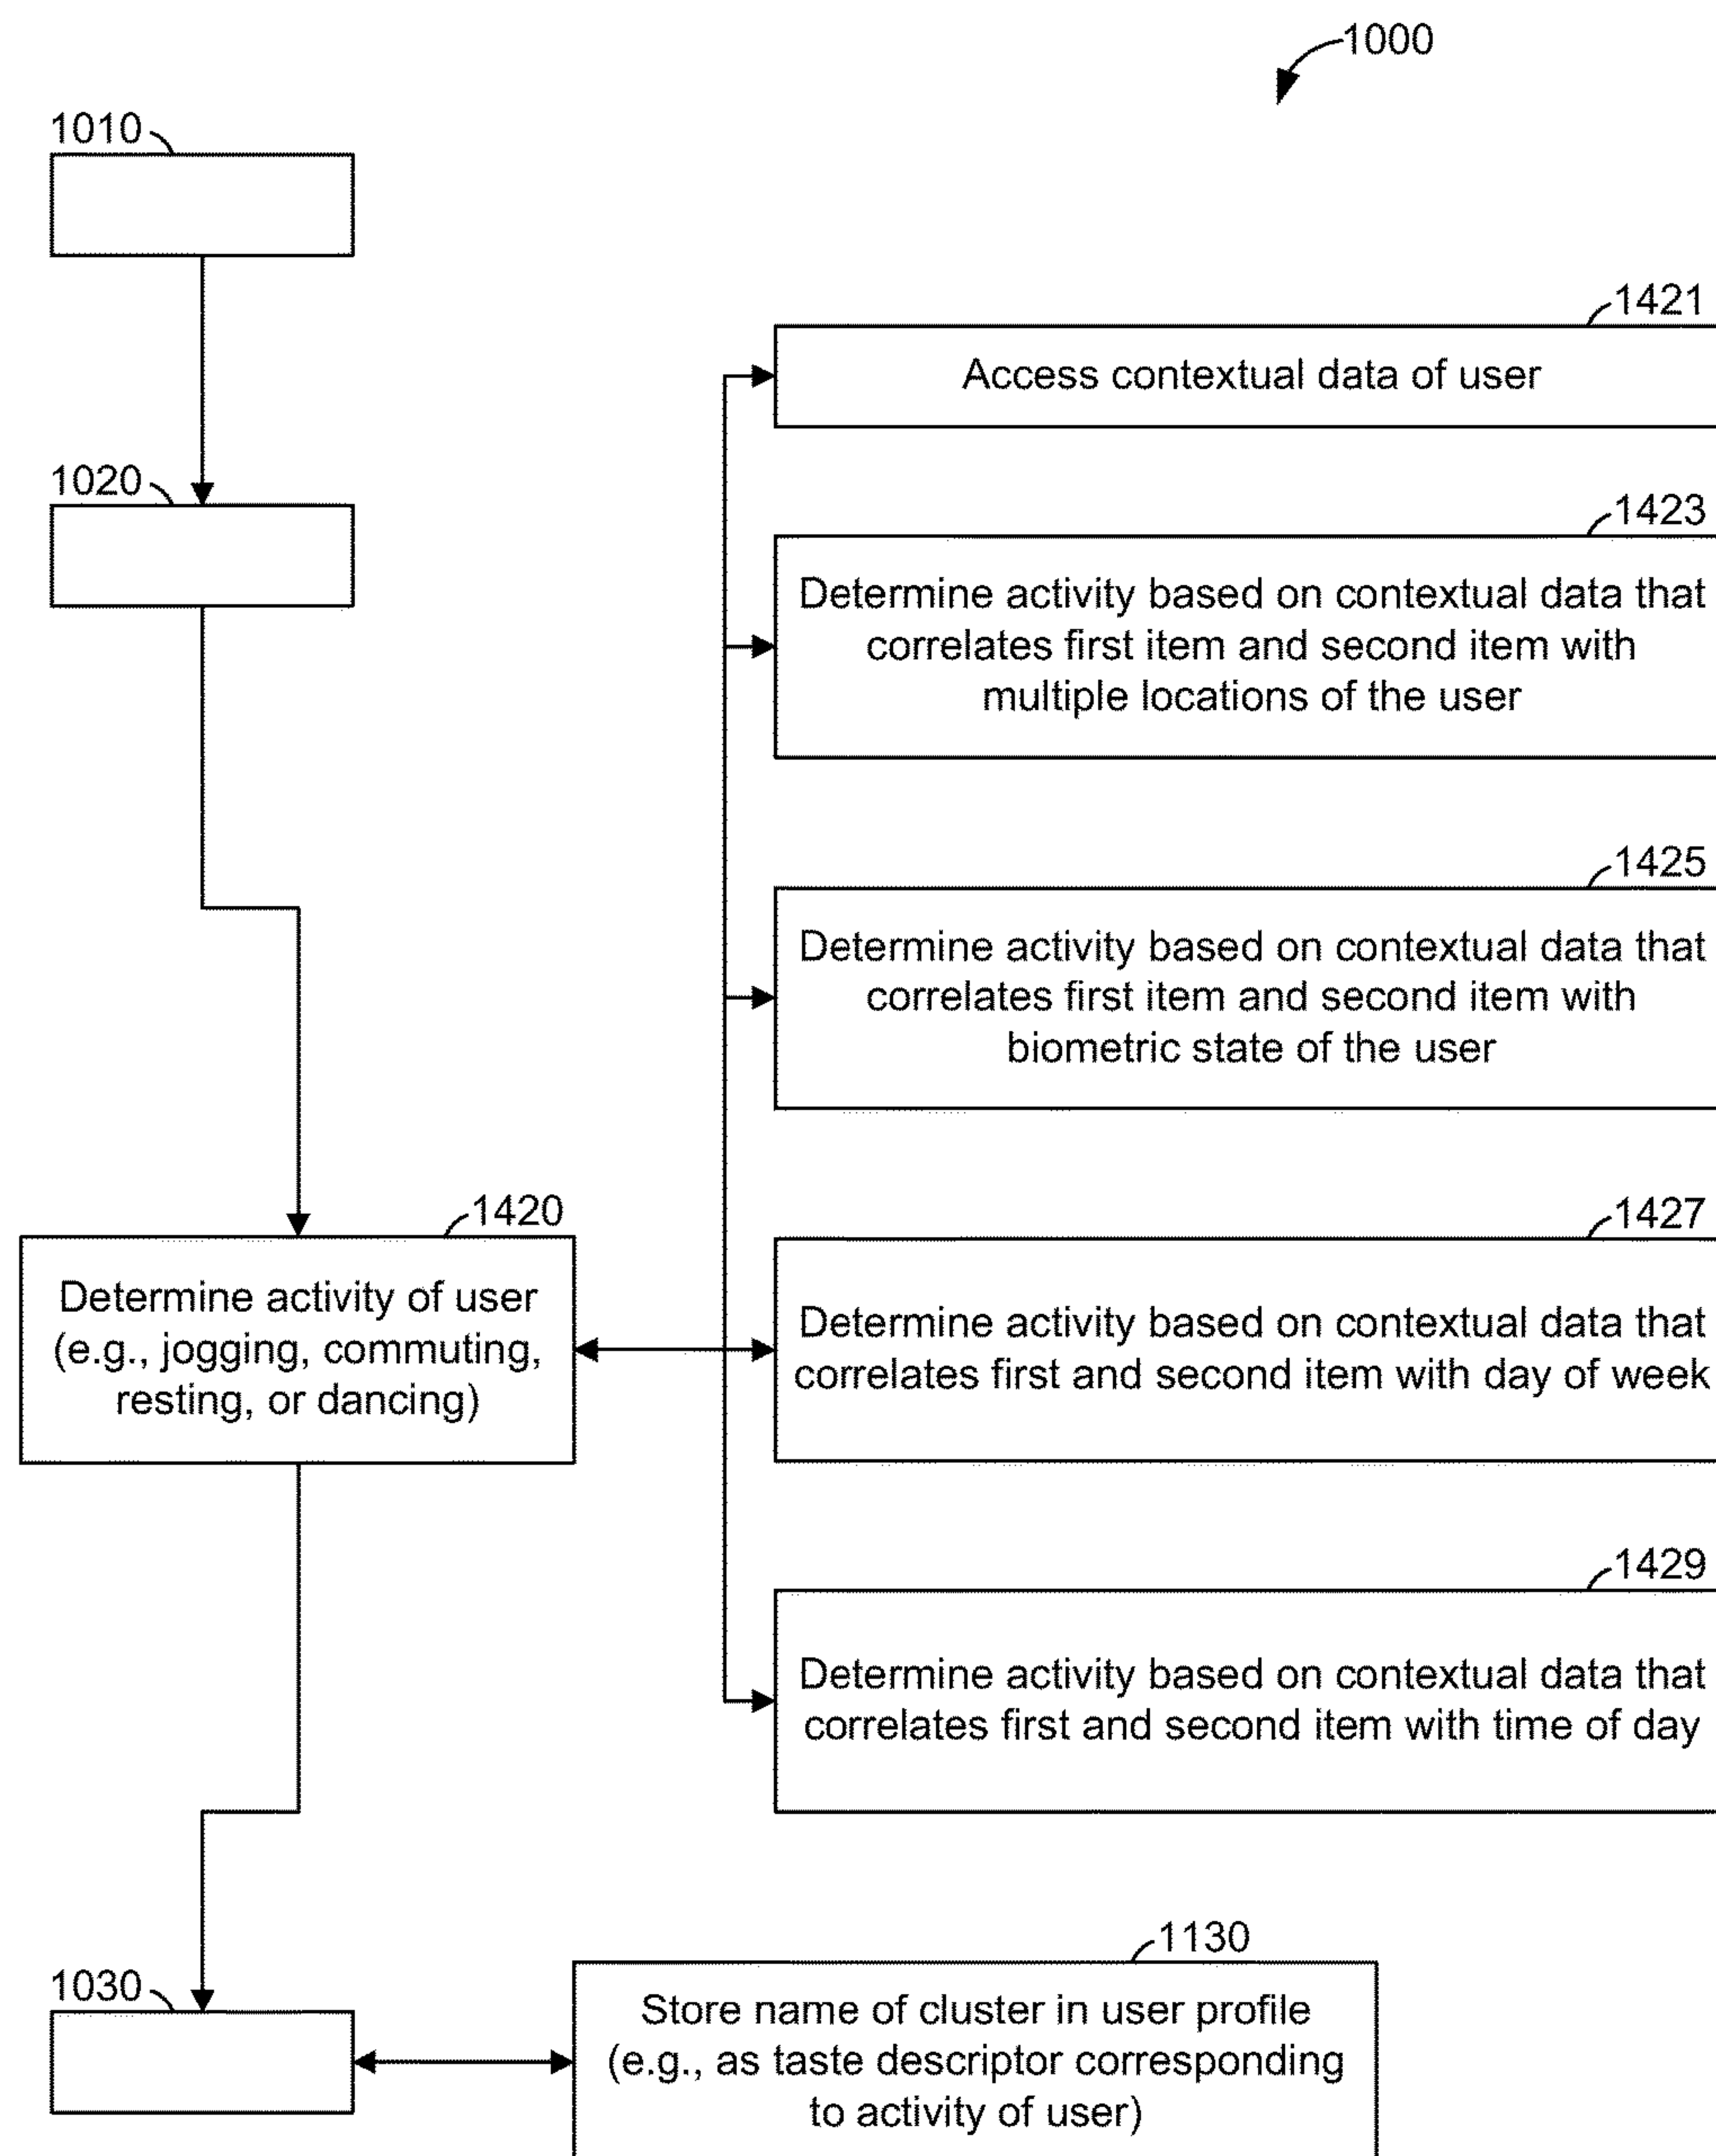 1000
1010
1421
Access contextual data of user
1020
1423
Determine activity based on contextual data that
correlates first item and second item with
multiple locations of the user
1425
Determine activity based on contextual data that
correlates first item and second item with
biometric state of the user
1420
Determine activity of user
(e.g., jogging, commuting,
resting, or dancing)
1427
Determine activity based on contextual data that
correlates first and second item with day of week
1429
Determine activity based on contextual data that
correlates first and second item with time of day
1030
1130
Store name of cluster in user profile
(e.g., as taste descriptor corresponding
to activity of user)